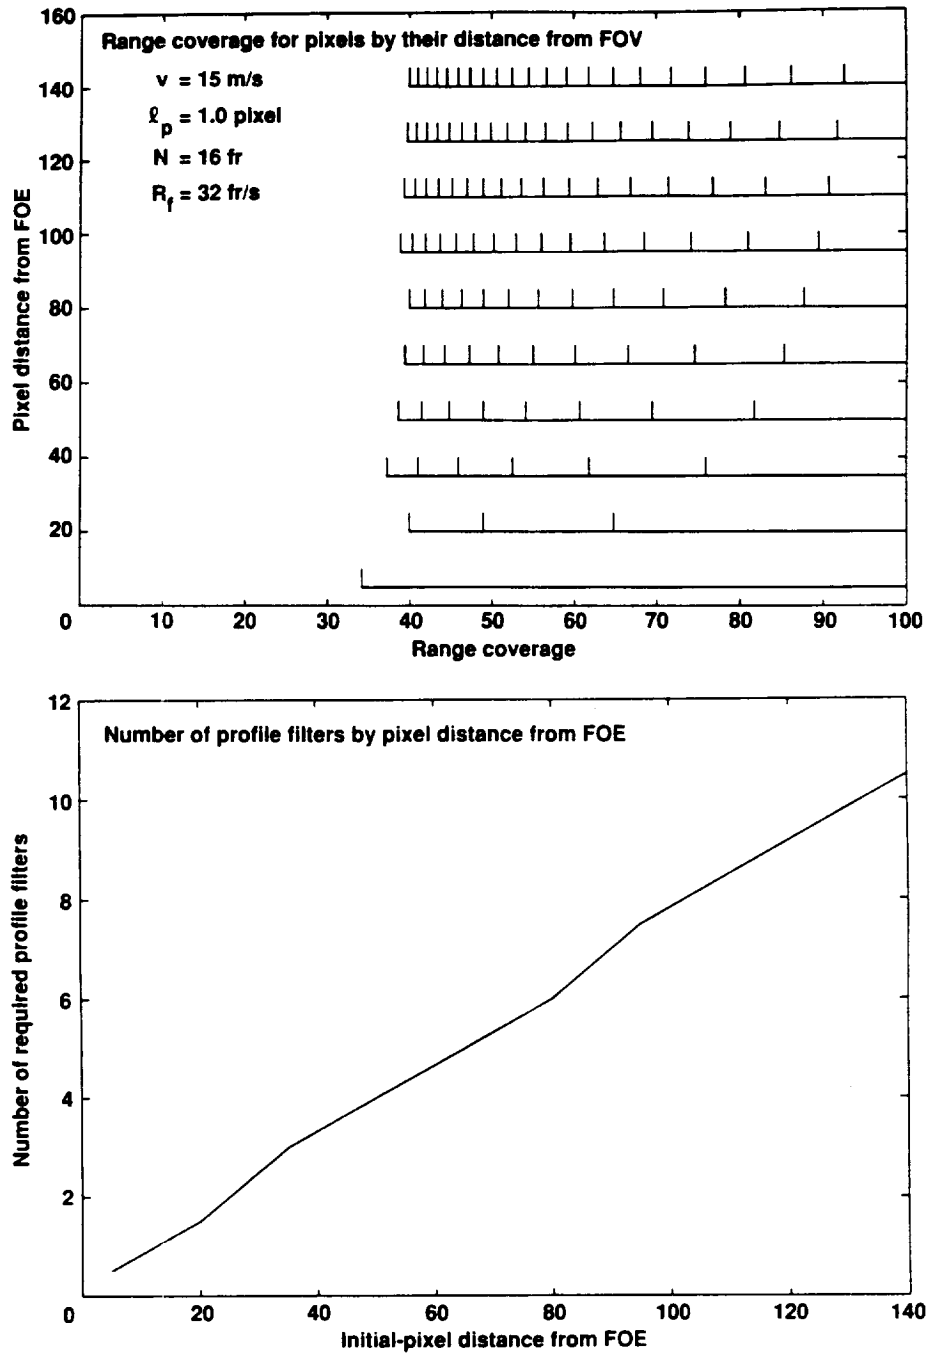 160
Range coverage for pixels by their distance from FOV
v = 15 m/s
ℓp = 1.0 pixel
N = 16 fr
Rf = 32 fr/s
140
120
100
80
60
40
20
0
Pixel distance from FOE
10 20 30 40 50 60 70 80 90 100
Range coverage
12
Number of profile filters by pixel distance from FOE
10
8
6
4
2
0
Number of required profile filters
20 40 60 80 100 120 140
Initial-pixel distance from FOE